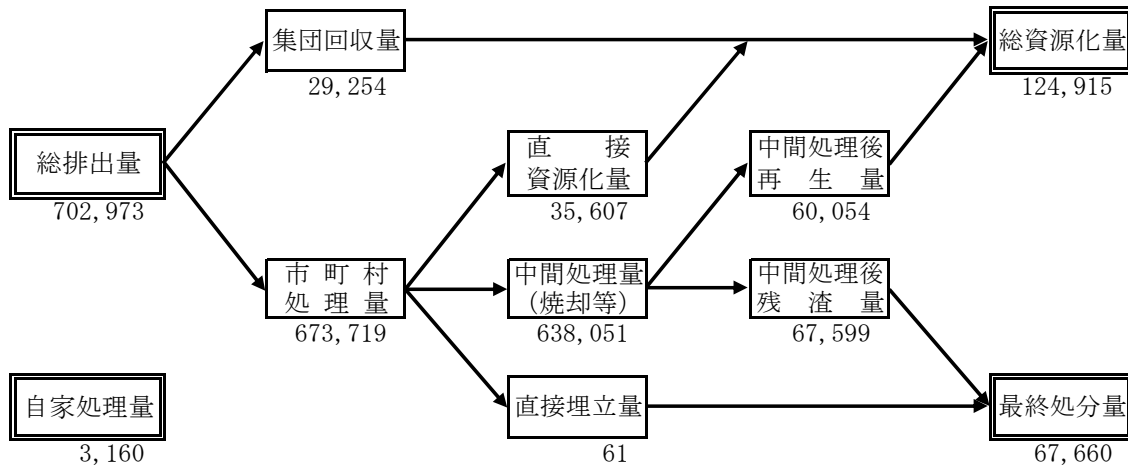 集団回収量
29,254
総資源化量
124,915
総排出量
702,973
直接
資源化量
35,607
中間処理後
再生量
60,054
市町村
処理量
673,719
中間処理量
(焼却等)
638,051
中間処理後
残渣量
67,599
自家処理量
3,160
直接埋立量
61
最終処分量
67,660